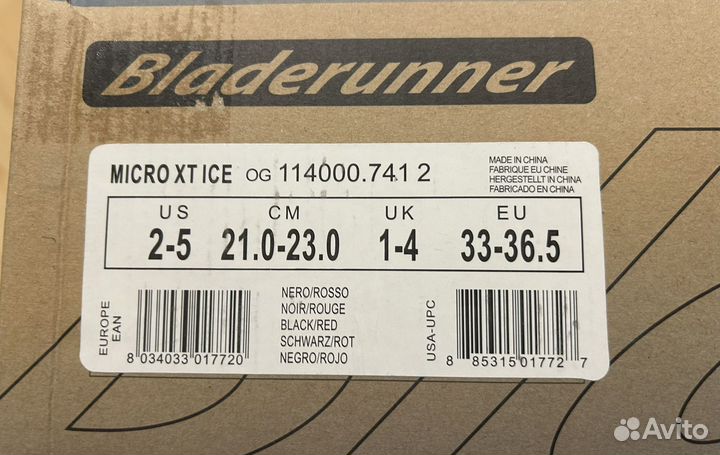 Bladerunner
MICRO XT ICE OG 114000.741 2
MADE IN CHINA
FABRIQUE EU CHINE
HERGESTELLT IN CHINA
FABRICADO EN CHINA
US CM UK EU
2-5 21.0-23.0 1-4 33-36.5
EUROPE
EAN
8 034033 017720
NERO/ROSSO
NOIR/ROUGE
BLACK/RED
SCHWARZ/ROT
NEGRO/ROJO
USA-UPC
8 85315 01772 7
Avito